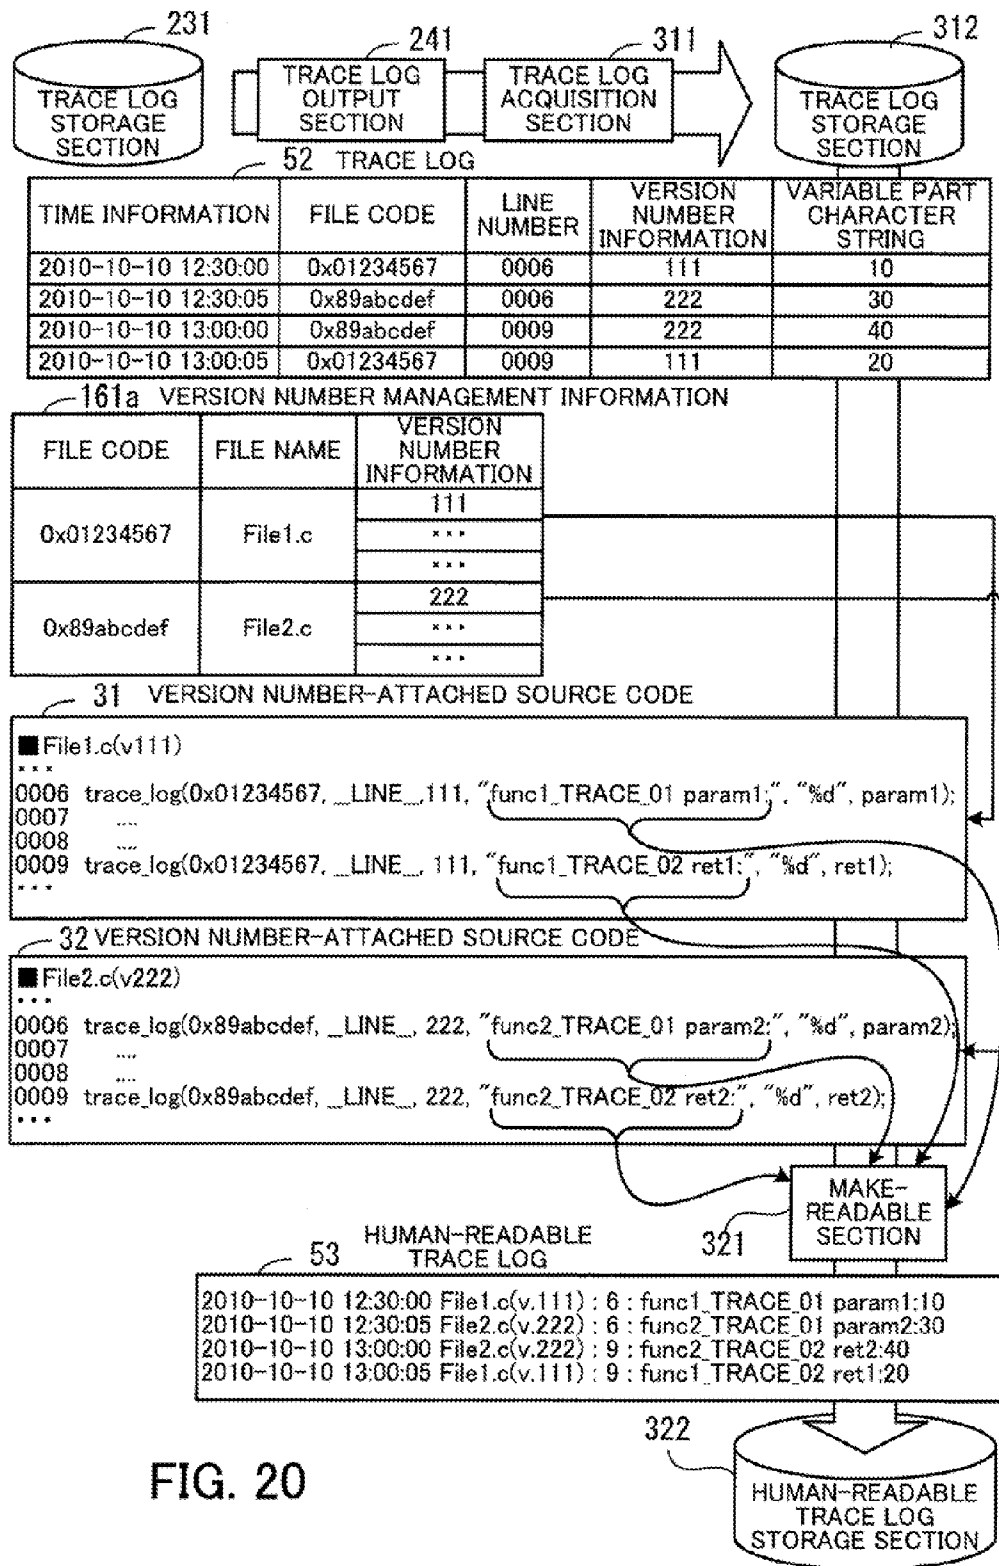 231
241
311
312
TRACE LOG
STORAGE
SECTION
TRACE LOG
OUTPUT
SECTION
TRACE LOG
ACQUISITION
SECTION
TRACE LOG
STORAGE
SECTION
52 TRACE LOG
TIME INFORMATION FILE CODE LINE NUMBER VERSION NUMBER INFORMATION VARIABLE PART CHARACTER STRING
2010-10-10 12:30:00 0x01234567 0006 111 10
2010-10-10 12:30:05 0x89abcdef 0006 222 30
2010-10-10 13:00:00 0x89abcdef 0009 222 40
2010-10-10 13:00:05 0x01234567 0009 111 20
161a VERSION NUMBER MANAGEMENT INFORMATION
FILE CODE FILE NAME VERSION NUMBER INFORMATION
111
0x01234567 File1.c ...
...
222
0x89abcdef File2.c ...
...
31 VERSION NUMBER-ATTACHED SOURCE CODE
■File1.c(v111)
...
0006 trace_log(0x01234567, __LINE__,111, "func1_TRACE_01 param1:", "%d", param1);
0007 ....
0008 ....
0009 trace_log(0x01234567, __LINE__, 111, "func1_TRACE_02 ret1:", "%d", ret1);
...
32 VERSION NUMBER-ATTACHED SOURCE CODE
■File2.c(v222)
...
0006 trace_log(0x89abcdef, __LINE__, 222, "func2_TRACE_01 param2:", "%d", param2);
0007 ....
0008 ....
0009 trace_log(0x89abcdef, __LINE__, 222, "func2_TRACE_02 ret2:", "%d", ret2);
...
MAKE-
READABLE
SECTION
321
HUMAN-READABLE
TRACE LOG
53
2010-10-10 12:30:00 File1.c(v.111) : 6 : func1_TRACE_01 param1:10
2010-10-10 12:30:05 File2.c(v.222) : 6 : func2_TRACE_01 param2:30
2010-10-10 13:00:00 File2.c(v.222) : 9 : func2_TRACE_02 ret2:40
2010-10-10 13:00:05 File1.c(v.111) : 9 : func1_TRACE_02 ret1:20
322
HUMAN-READABLE
TRACE LOG
STORAGE SECTION
FIG. 20